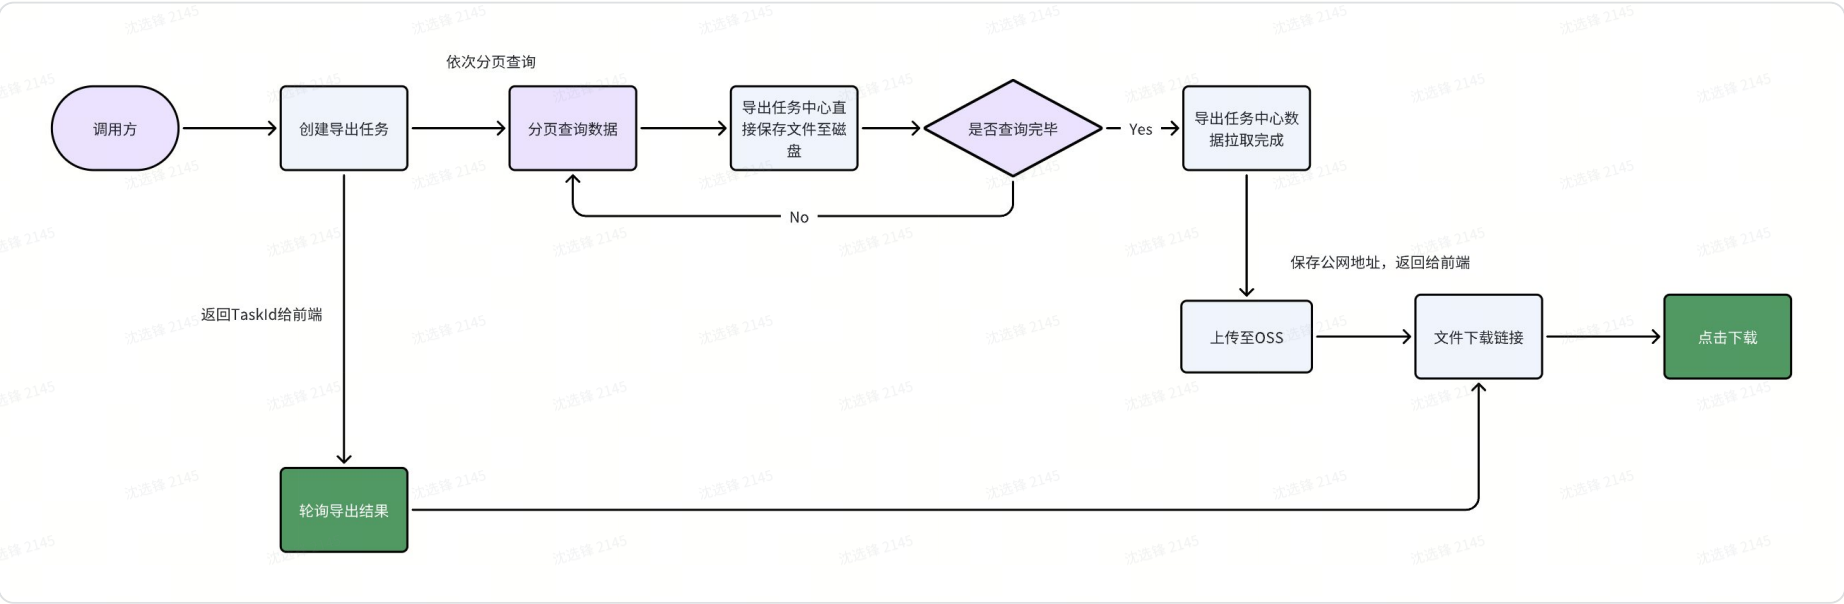 依次分页查询
调用方
创建导出任务
分页查询数据
导出任务中心直
接保存文件至磁
盘
是否查询完毕
Yes
导出任务中心数
据拉取完成
No
保存公网地址，返回给前端
返回TaskId给前端
上传至OSS
文件下载链接
点击下载
轮询导出结果
沈选锋 2145